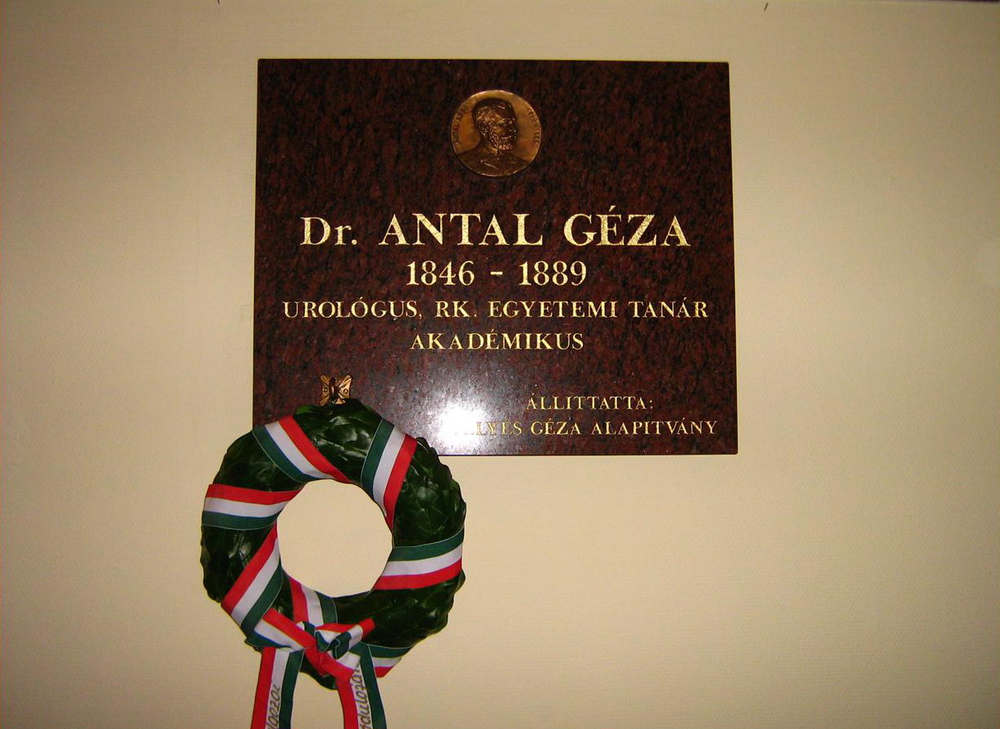 Dr. ANTAL GÉZA
1846 - 1889
UROLÓGUS, RK. EGYETEMI TANÁR
AKADÉMIKUS
ÁLLITTATTA:
GÉZA ALAPITVÁNY